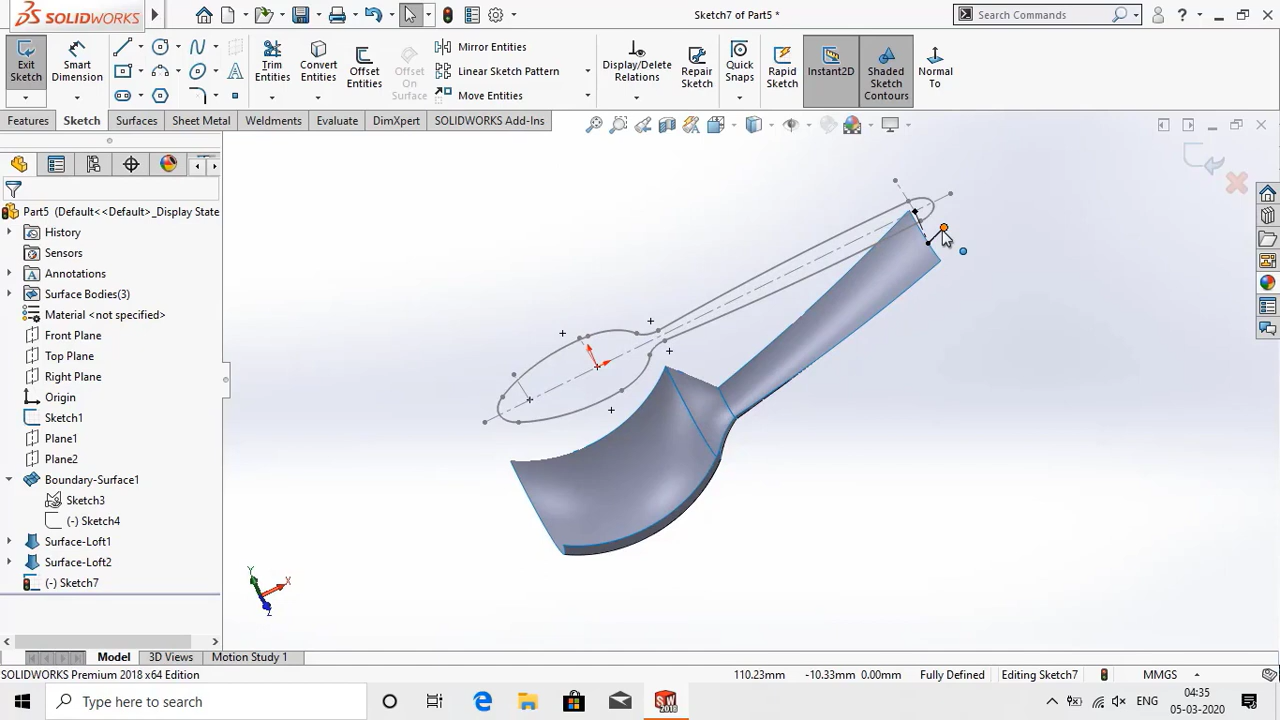 SOLIDWORKS
Sketch7 of Part5 *
Search Commands
?
Exit Sketch
Smart Dimension
Trim Entities
Convert Entities
Offset Entities
Offset On Surface
Mirror Entities
Linear Sketch Pattern
Move Entities
Display/Delete Relations
Repair Sketch
Quick Snaps
Rapid Sketch
Instant2D
Shaded Sketch Contours
Normal To
Features
Sketch
Surfaces
Sheet Metal
Weldments
Evaluate
DimXpert
SOLIDWORKS Add-Ins
Part5 (Default<<Default>_Display State
History
Sensors
Annotations
Surface Bodies(3)
Material <not specified>
Front Plane
Top Plane
Right Plane
Origin
Sketch1
Plane1
Plane2
Boundary-Surface1
Sketch3
(-) Sketch4
Surface-Loft1
Surface-Loft2
(-) Sketch7
Y
X
Z
Model
3D Views
Motion Study 1
SOLIDWORKS Premium 2018 x64 Edition
110.23mm
-10.33mm 0.00mm
Fully Defined
Editing Sketch7
MMGS
Type here to search
SW
2018
ENG
04:35
05-03-2020